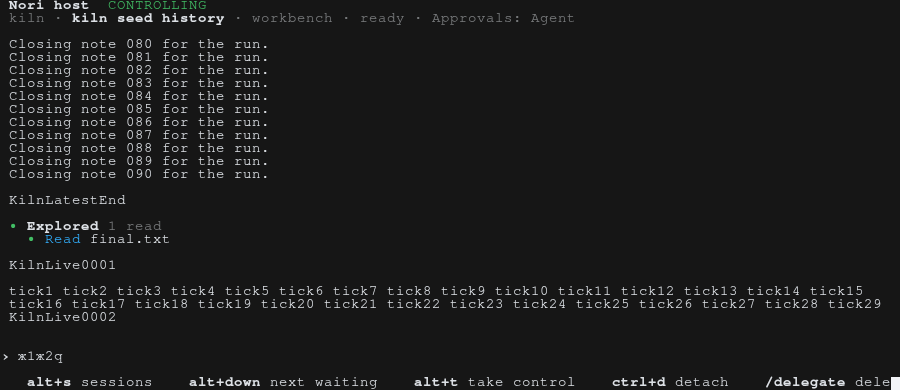 Nori host CONTROLLING
kiln · kiln seed history · workbench · ready · Approvals: Agent
Closing note 080 for the run.
Closing note 081 for the run.
Closing note 082 for the run.
Closing note 083 for the run.
Closing note 084 for the run.
Closing note 085 for the run.
Closing note 086 for the run.
Closing note 087 for the run.
Closing note 088 for the run.
Closing note 089 for the run.
Closing note 090 for the run.
KilnLatestEnd
• Explored 1 read
• Read final.txt
KilnLive0001
tick1 tick2 tick3 tick4 tick5 tick6 tick7 tick8 tick9 tick10 tick11 tick12 tick13 tick14 tick15
tick16 tick17 tick18 tick19 tick20 tick21 tick22 tick23 tick24 tick25 tick26 tick27 tick28 tick29
KilnLive0002
› ж1ж2q
alt+s sessions alt+down next waiting alt+t take control ctrl+d detach /delegate dele